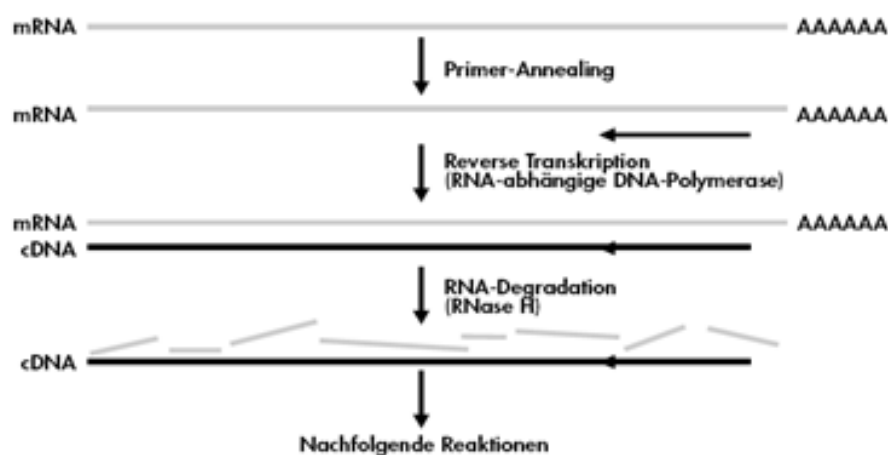 mRNA AAAAAA
Primer-Annealing
mRNA AAAAAA
Reverse Transkription
(RNA-abhängige DNA-Polymerase)
mRNA AAAAAA
cDNA
RNA-Degradation
(RNase H)
cDNA
Nachfolgende Reaktionen